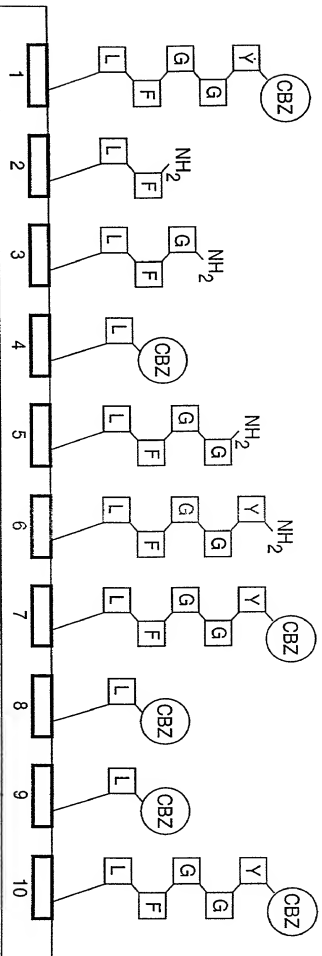 1 L F G G Y CBZ
2 L F NH2
3 L F G NH2
4 L CBZ
5 L F G G NH2
6 L F G G Y NH2
7 L F G G Y CBZ
8 L CBZ
9 L CBZ
10 L F G G Y CBZ